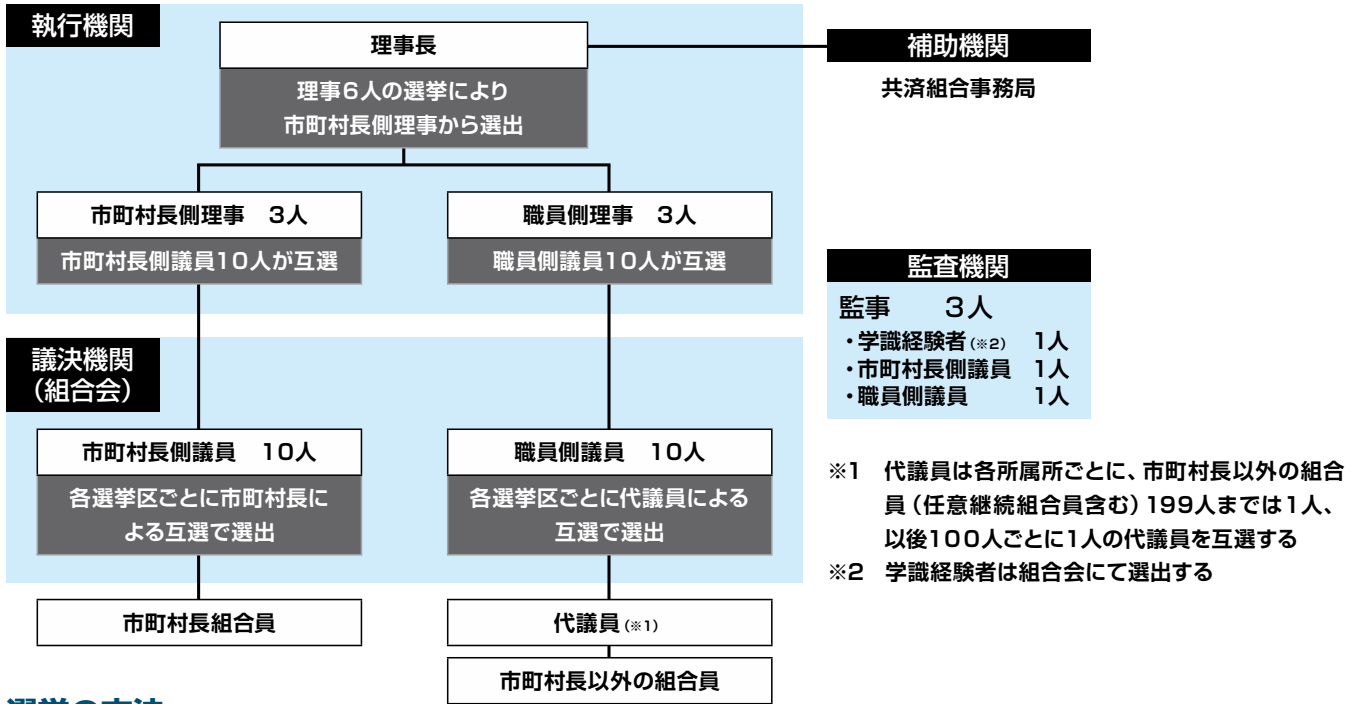 執行機関
理事長
理事6人の選挙により
市町村長側理事から選出
補助機関
共済組合事務局
市町村長側理事　3人
市町村長側議員10人が互選
職員側理事　3人
職員側議員10人が互選
監査機関
監事　3人
・学識経験者(※2)　1人
・市町村長側議員　1人
・職員側議員　1人
議決機関
（組合会）
市町村長側議員　10人
各選挙区ごとに市町村長に
よる互選で選出
職員側議員　10人
各選挙区ごとに代議員による
互選で選出
市町村長組合員
代議員(※1)
市町村長以外の組合員
※1　代議員は各所属所ごとに、市町村長以外の組合
員（任意継続組合員含む）199人までは1人、
以後100人ごとに1人の代議員を互選する
※2　学識経験者は組合会にて選出する